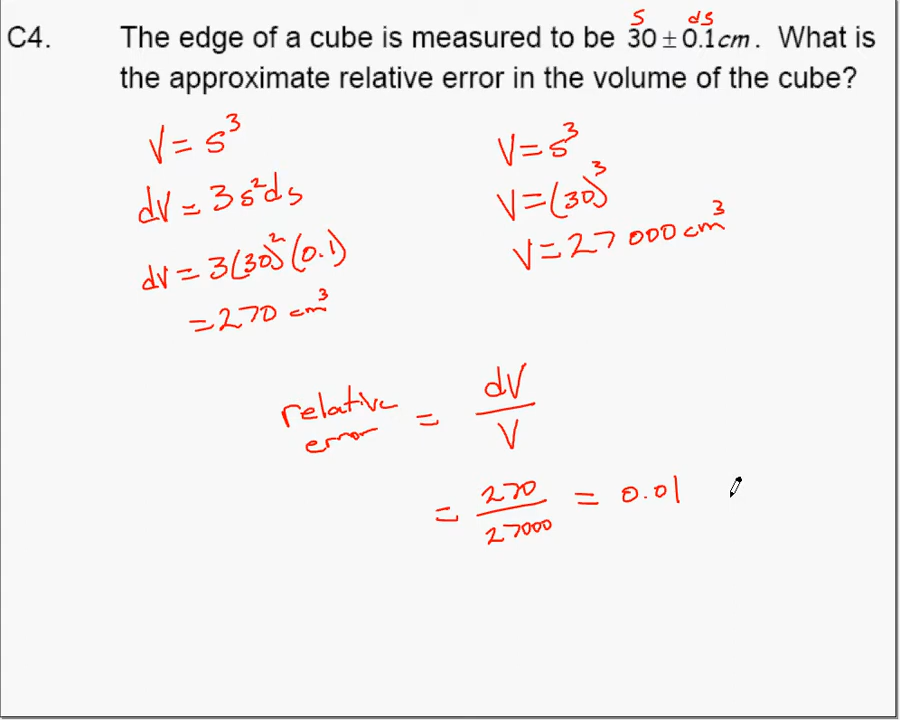 C4. The edge of a cube is measured to be 30 ± 0.1cm. What is
s ds
the approximate relative error in the volume of the cube?
V = s³
dV = 3s²ds
dV = 3(30)²(0.1)
= 270 cm³
V = s³
V = (30)³
V = 27 000 cm³
relative error = dV/V
= 270/27000 = 0.01